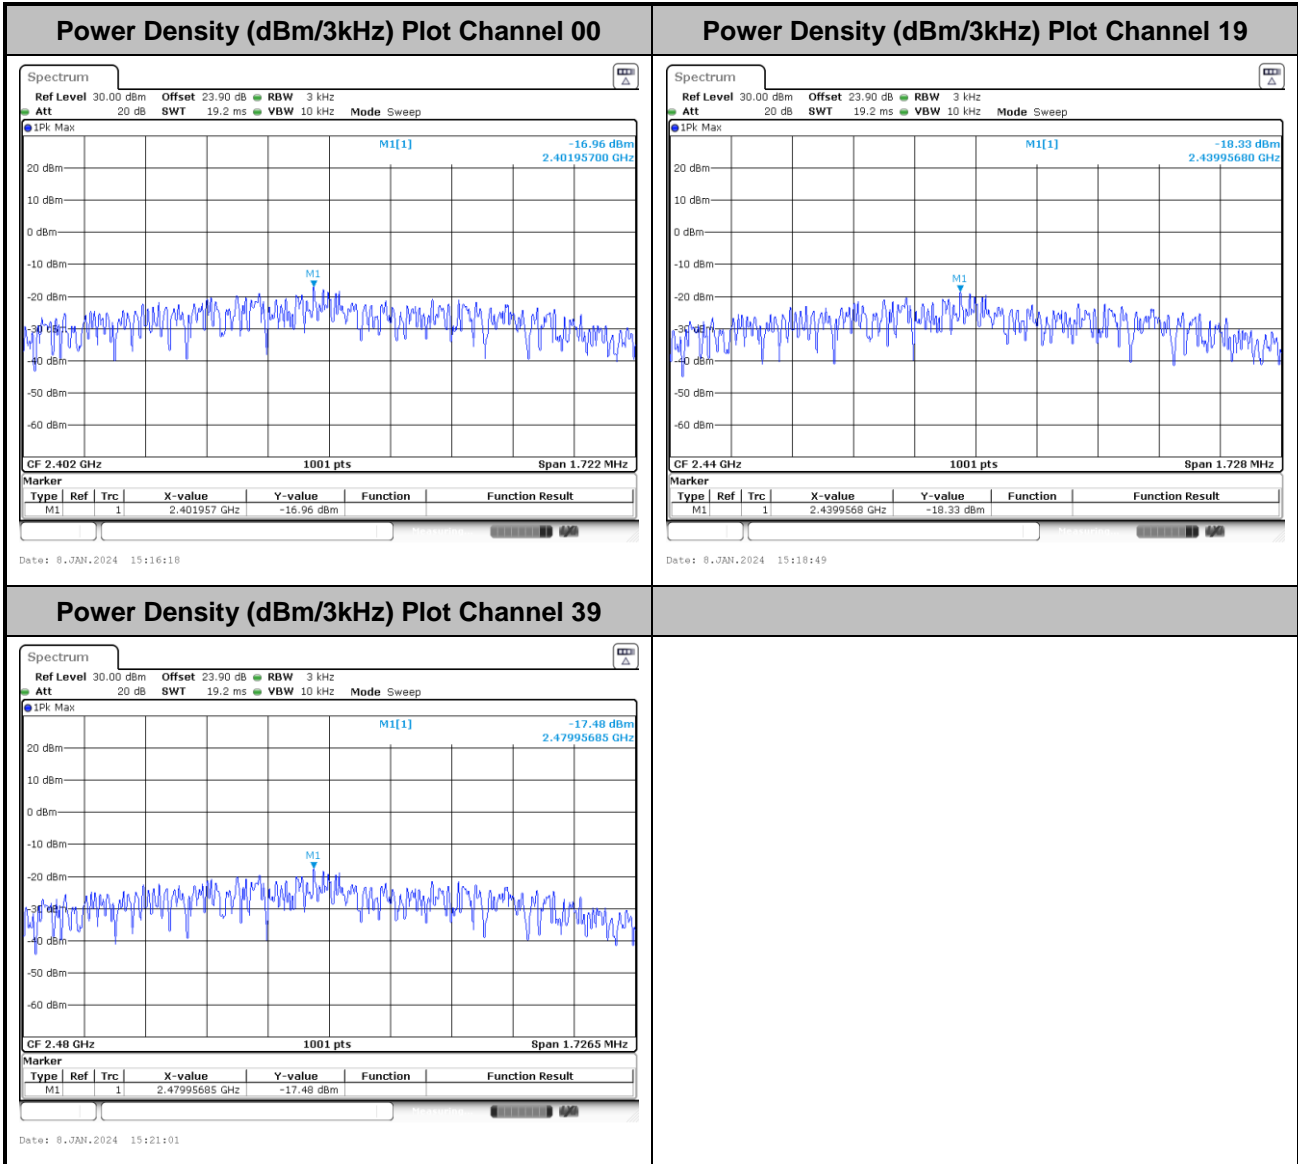 Power Density (dBm/3kHz) Plot Channel 00
Spectrum
Ref Level 30.00 dBm Offset 23.90 dB RBW 3 kHz
Att 20 dB SWT 19.2 ms VBW 10 kHz Mode Sweep
1Pk Max
M1[1] -16.96 dBm
2.40195700 GHz
20 dBm
10 dBm
0 dBm
-10 dBm
M1
-20 dBm
-30 dBm
-40 dBm
-50 dBm
-60 dBm
CF 2.402 GHz 1001 pts Span 1.722 MHz
Marker
Type Ref Trc X-value Y-value Function Function Result
M1 1 2.401957 GHz -16.96 dBm
Measuring...
Date: 8.JAN.2024 15:16:18
Power Density (dBm/3kHz) Plot Channel 19
Spectrum
Ref Level 30.00 dBm Offset 23.90 dB RBW 3 kHz
Att 20 dB SWT 19.2 ms VBW 10 kHz Mode Sweep
1Pk Max
M1[1] -18.33 dBm
2.43995680 GHz
20 dBm
10 dBm
0 dBm
-10 dBm
M1
-20 dBm
-30 dBm
-40 dBm
-50 dBm
-60 dBm
CF 2.44 GHz 1001 pts Span 1.728 MHz
Marker
Type Ref Trc X-value Y-value Function Function Result
M1 1 2.4399568 GHz -18.33 dBm
Measuring...
Date: 8.JAN.2024 15:18:49
Power Density (dBm/3kHz) Plot Channel 39
Spectrum
Ref Level 30.00 dBm Offset 23.90 dB RBW 3 kHz
Att 20 dB SWT 19.2 ms VBW 10 kHz Mode Sweep
1Pk Max
M1[1] -17.48 dBm
2.47995685 GHz
20 dBm
10 dBm
0 dBm
-10 dBm
M1
-20 dBm
-30 dBm
-40 dBm
-50 dBm
-60 dBm
CF 2.48 GHz 1001 pts Span 1.7265 MHz
Marker
Type Ref Trc X-value Y-value Function Function Result
M1 1 2.47995685 GHz -17.48 dBm
Measuring...
Date: 8.JAN.2024 15:21:01